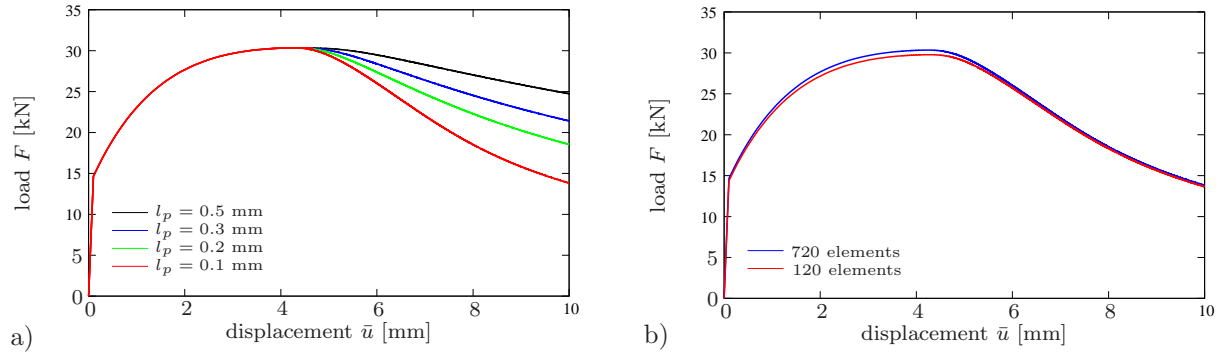 35
30
25
20
15
10
5
0
load F [kN]
l_p = 0.5 mm
l_p = 0.3 mm
l_p = 0.2 mm
l_p = 0.1 mm
0 2 4 6 8 10
displacement ū [mm]
a)
35
30
25
20
15
10
5
0
load F [kN]
720 elements
120 elements
0 2 4 6 8 10
displacement ū [mm]
b)